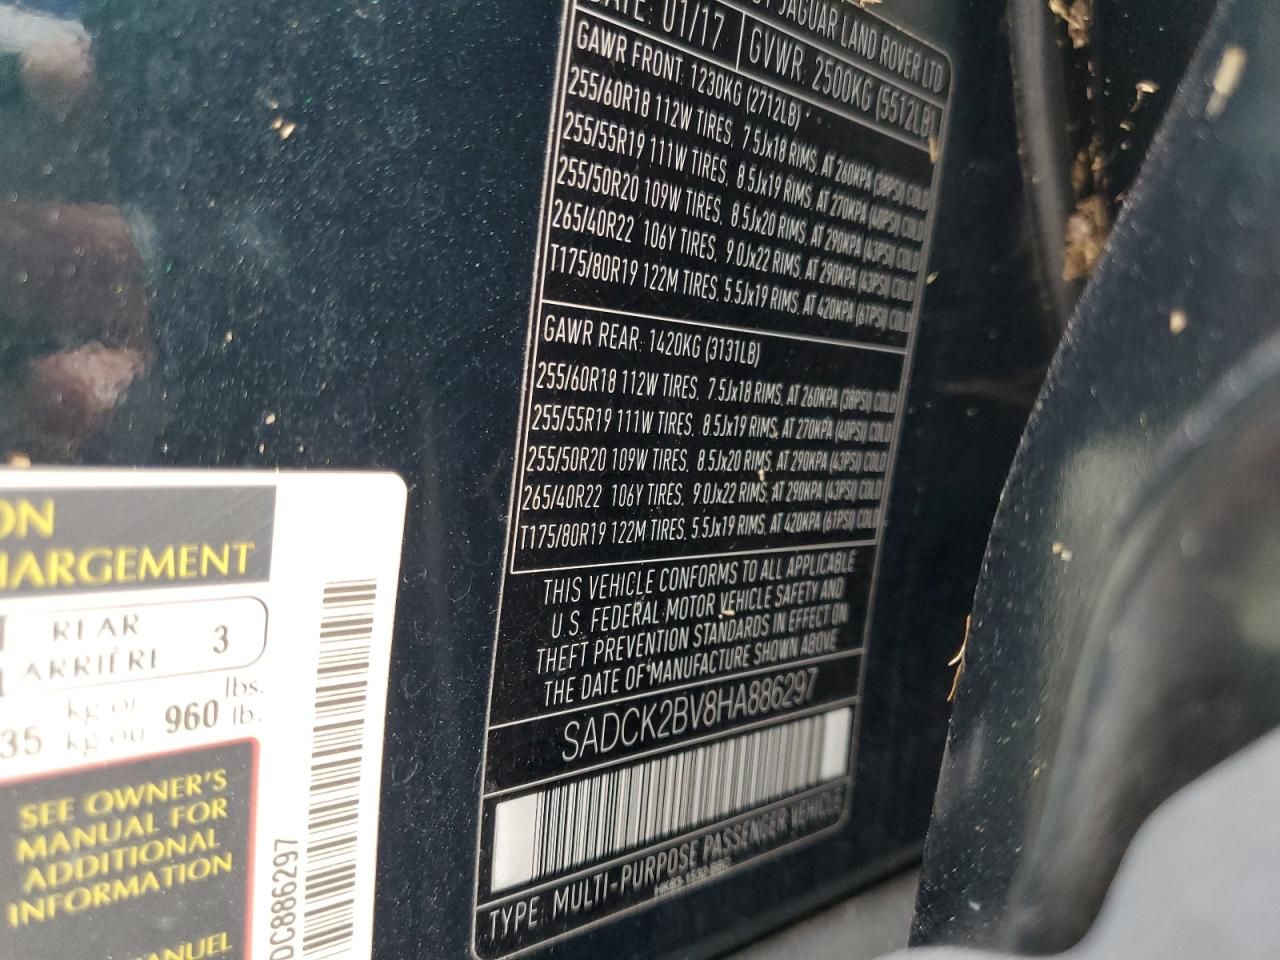 JAGUAR LAND ROVER LTD
DATE: 01/17 GVWR: 2500KG (5512LB)
GAWR FRONT: 1230KG (2712LB)
255/60R18 112W TIRES, 7.5Jx18 RIMS, AT 260KPA (38PSI) COLD
255/55R19 111W TIRES, 8.5Jx19 RIMS, AT 270KPA (40PSI) COLD
255/50R20 109W TIRES, 8.5Jx20 RIMS, AT 290KPA (43PSI) COLD
265/40R22 106Y TIRES, 9.0Jx22 RIMS, AT 290KPA (43PSI) COLD
T175/80R19 122M TIRES, 5.5Jx19 RIMS, AT 420KPA (61PSI) COLD
GAWR REAR: 1420KG (3131LB)
255/60R18 112W TIRES, 7.5Jx18 RIMS, AT 260KPA (38PSI) COLD
255/55R19 111W TIRES, 8.5Jx19 RIMS, AT 270KPA (40PSI) COLD
255/50R20 109W TIRES, 8.5Jx20 RIMS, AT 290KPA (43PSI) COLD
265/40R22 106Y TIRES, 9.0Jx22 RIMS, AT 290KPA (43PSI) COLD
T175/80R19 122M TIRES, 5.5Jx19 RIMS, AT 420KPA (61PSI) COLD
THIS VEHICLE CONFORMS TO ALL APPLICABLE
U.S. FEDERAL MOTOR VEHICLE SAFETY AND
THEFT PREVENTION STANDARDS IN EFFECT ON
THE DATE OF MANUFACTURE SHOWN ABOVE.
SADCK2BV8HA886297
TYPE: MULTI-PURPOSE PASSENGER VEHICLE
ON
HARGEMENT
REAR 3
ARRIÈRE
35 kg or kg ou 960 lbs. lb.
SEE OWNER'S
MANUAL FOR
ADDITIONAL
INFORMATION
MANUEL
DC886297